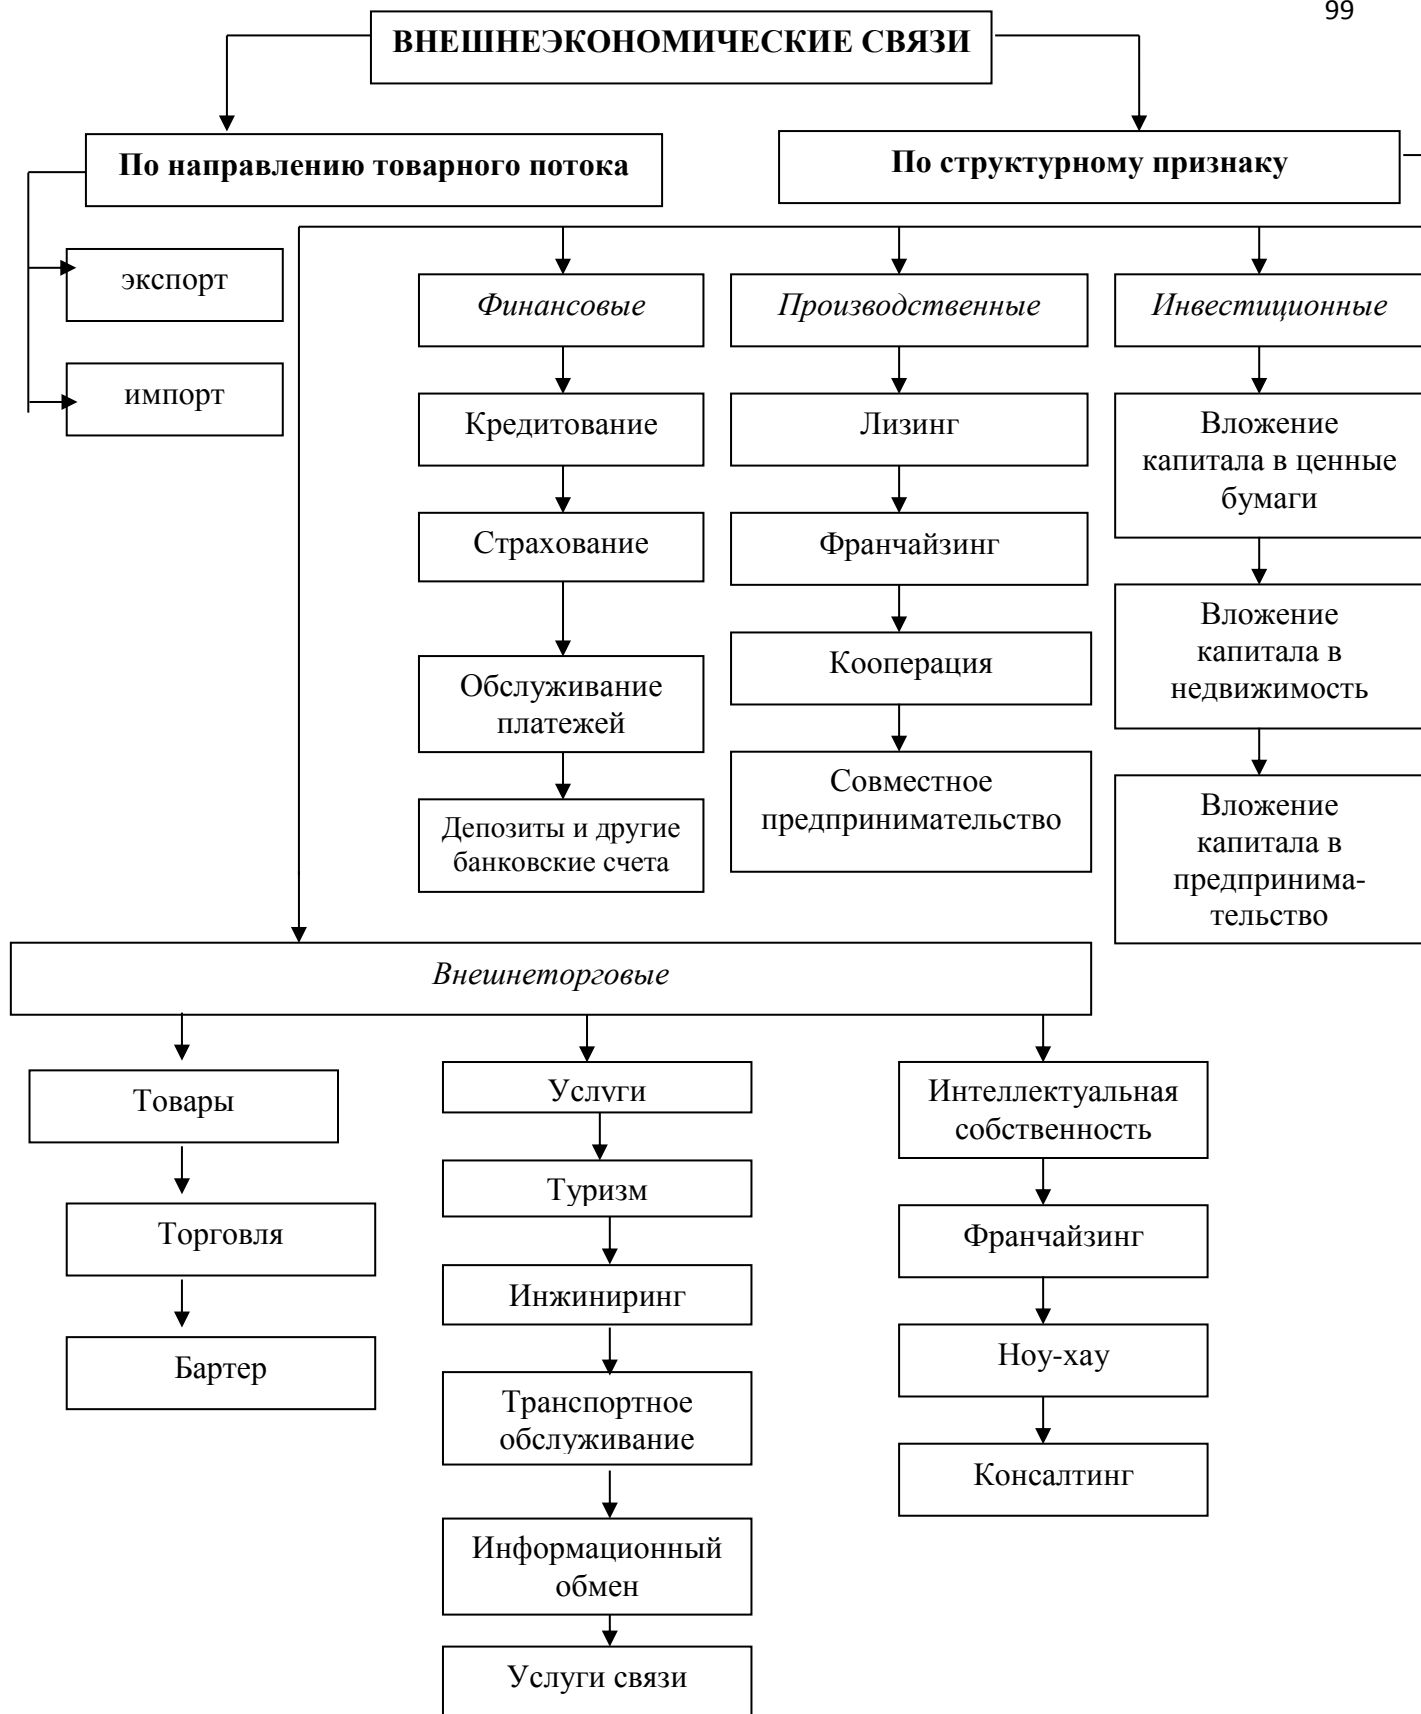 99
ВНЕШНЕЭКОНОМИЧЕСКИЕ СВЯЗИ
По направлению товарного потока
По структурному признаку
экспорт
импорт
Финансовые
Кредитование
Страхование
Обслуживание
платежей
Депозиты и другие
банковские счета
Производственные
Лизинг
Франчайзинг
Кооперация
Совместное
предпринимательство
Инвестиционные
Вложение
капитала в ценные
бумаги
Вложение
капитала в
недвижимость
Вложение
капитала в
предпринима-
тельство
Внешнеторговые
Товары
Торговля
Бартер
Услуги
Туризм
Инжиниринг
Транспортное
обслуживание
Информационный
обмен
Услуги связи
Интеллектуальная
собственность
Франчайзинг
Ноу-хау
Консалтинг